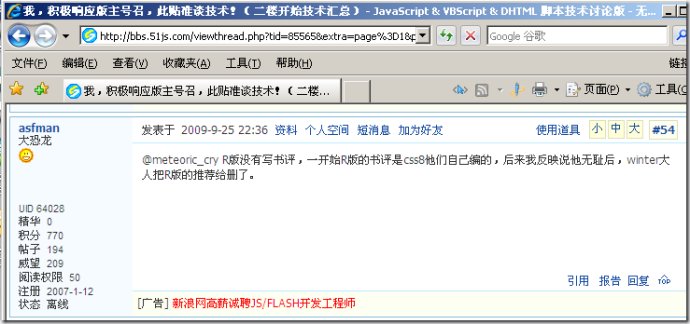 我，积极响应版主号召，此贴准谈技术！（二楼开始技术汇总） - JavaScript & VBScript & DHTML 脚本技术讨论版 - 无...
http://bbs.51js.com/viewthread.php?tid=85565&extra=page%3D1&p
Google 谷歌
文件(F) 编辑(E) 查看(V) 收藏夹(A) 工具(T) 帮助(H)
我，积极响应版主号召，此贴准谈技术！（二楼...
页面(P) 工具(O)
asfman
大恐龙
发表于 2009-9-25 22:36 资料 个人空间 短消息 加为好友 使用道具 小 中 大 #54
@meteoric_cry R版没有写书评，一开始R版的书评是css8他们自己编的，后来我反映说他无耻后，winter大
人把R版的推荐给删了。
UID 64028
精华 0
积分 770
帖子 194
威望 209
阅读权限 50
注册 2007-1-12
状态 离线
引用 报告 回复 TOP
[广告] 新浪网高薪诚聘JS/FLASH开发工程师